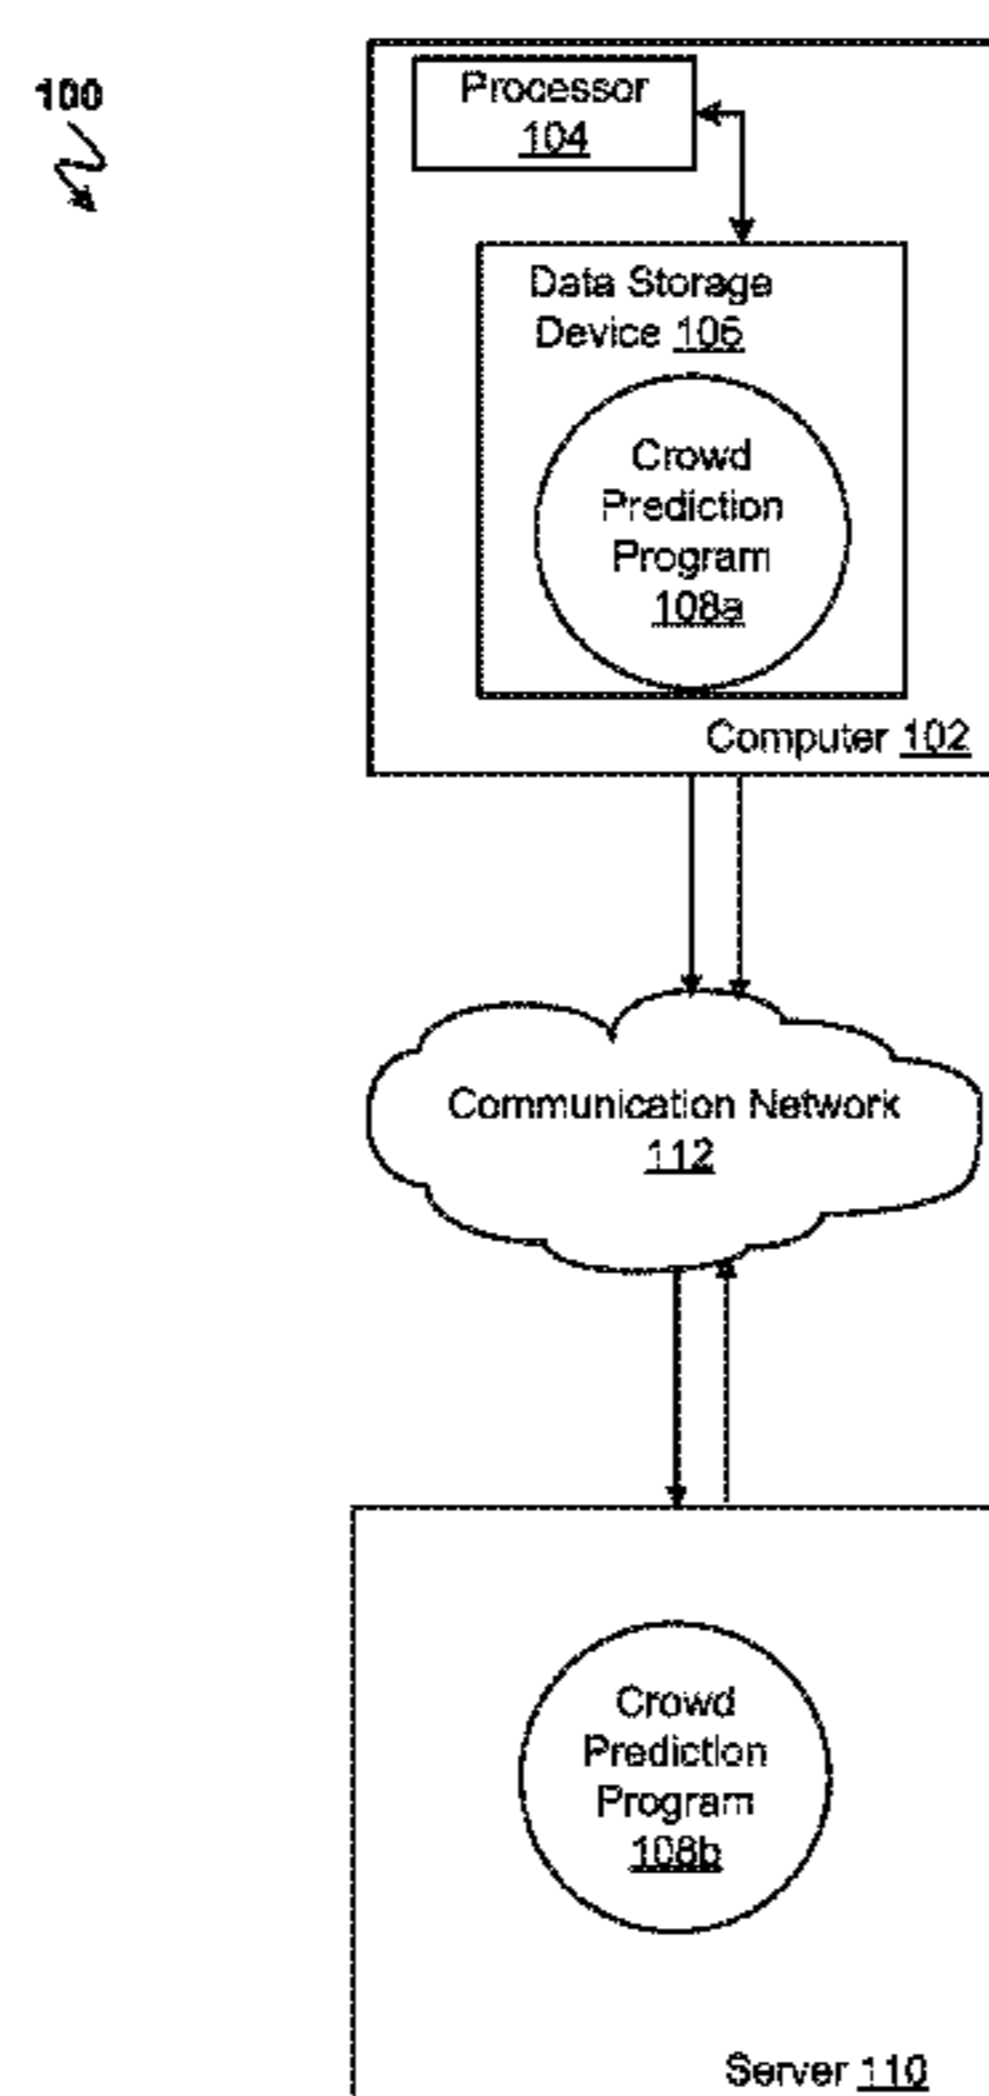 100
Processor
104
Data Storage
Device 106
Crowd
Prediction
Program
108a
Computer 102
Communication Network
112
Crowd
Prediction
Program
108b
Server 110